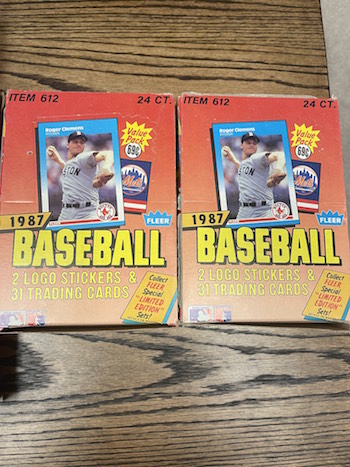 ITEM 612 24 CT.
Roger Clemens
Value
Pack
69¢
Mets
1987
FLEER
BASEBALL
2 LOGO STICKERS &
31 TRADING CARDS
Collect
FLEER
Special
"LIMITED
EDITION"
Sets!
ITEM 612 24 CT.
Roger Clemens
Value
Pack
69¢
Mets
1987
FLEER
BASEBALL
2 LOGO STICKERS &
31 TRADING CARDS
Collect
FLEER
Special
"LIMITED
EDITION"
Sets!